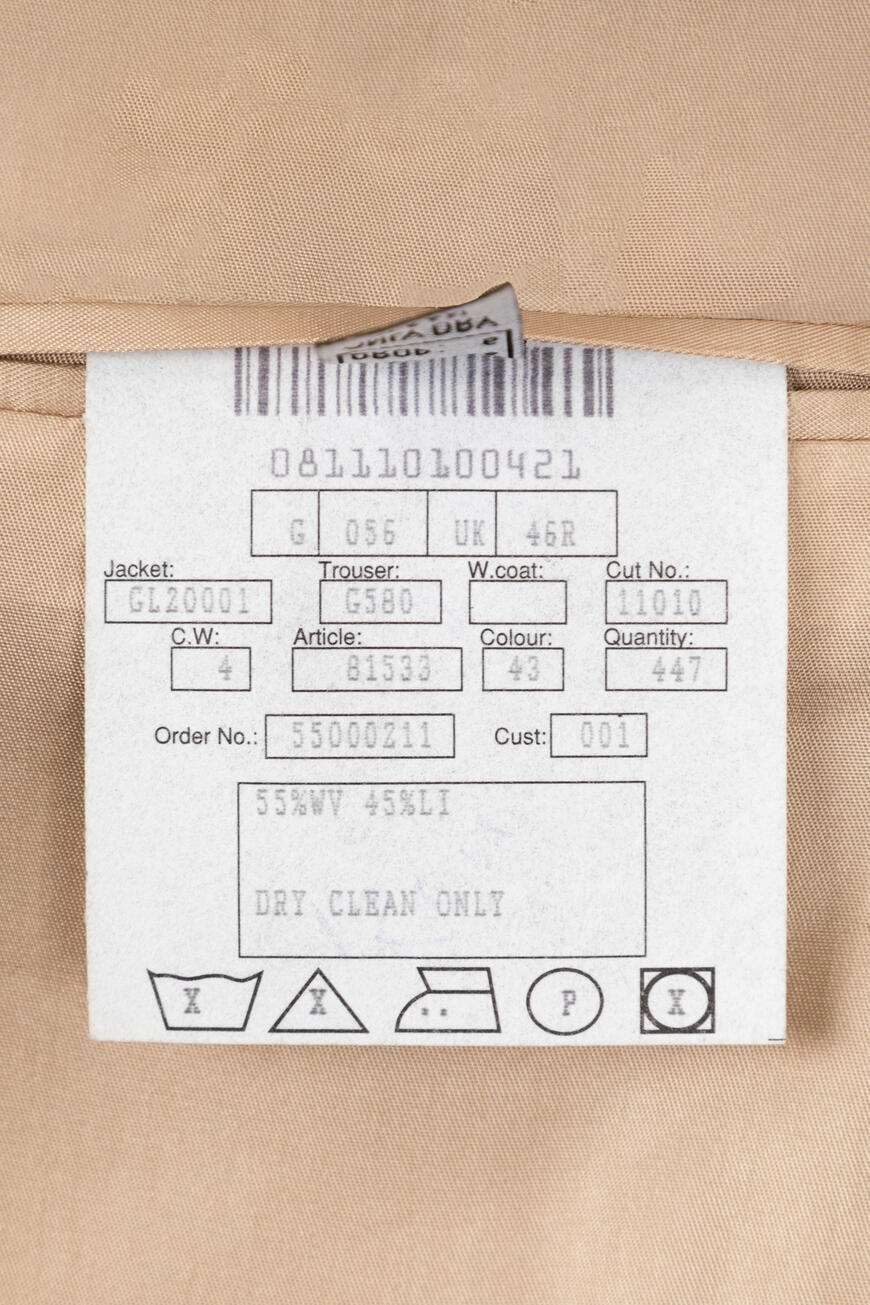 081110100421
G 056 UK 46R
Jacket: Trouser: W.coat: Cut No.:
GL20001 G580 11010
C.W: Article: Colour: Quantity:
4 81533 43 447
Order No.: 55000211 Cust: 001
55%WV 45%LI
DRY CLEAN ONLY
X X P X